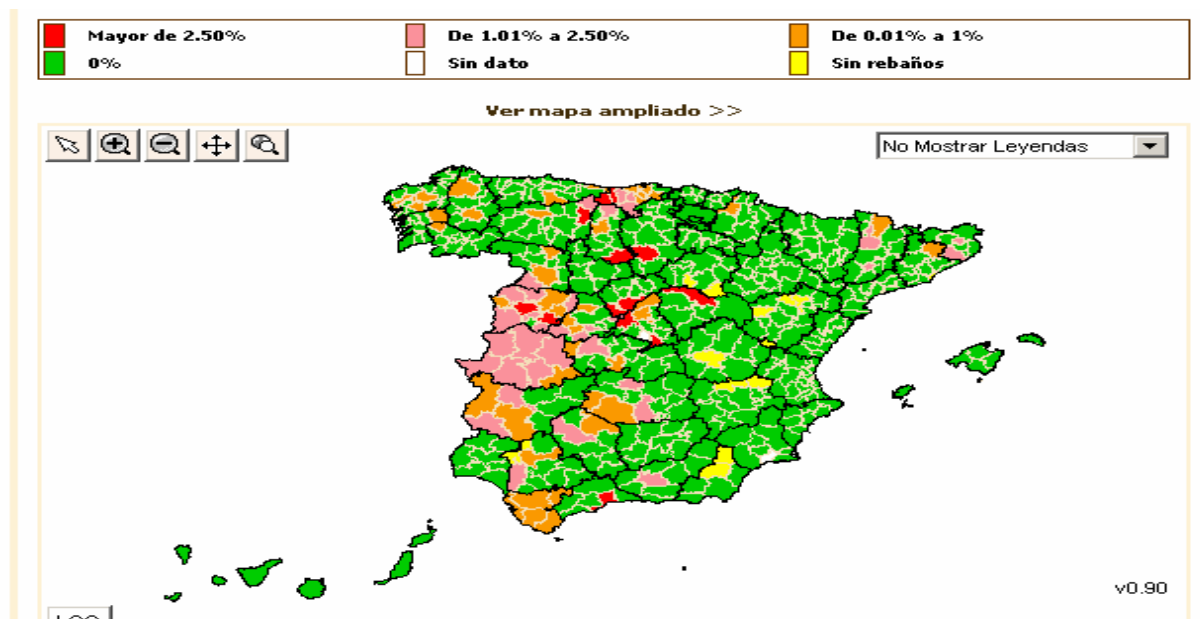 Mayor de 2.50% De 1.01% a 2.50% De 0.01% a 1%
0% Sin dato Sin rebaños
Ver mapa ampliado >>
No Mostrar Leyendas
v0.90